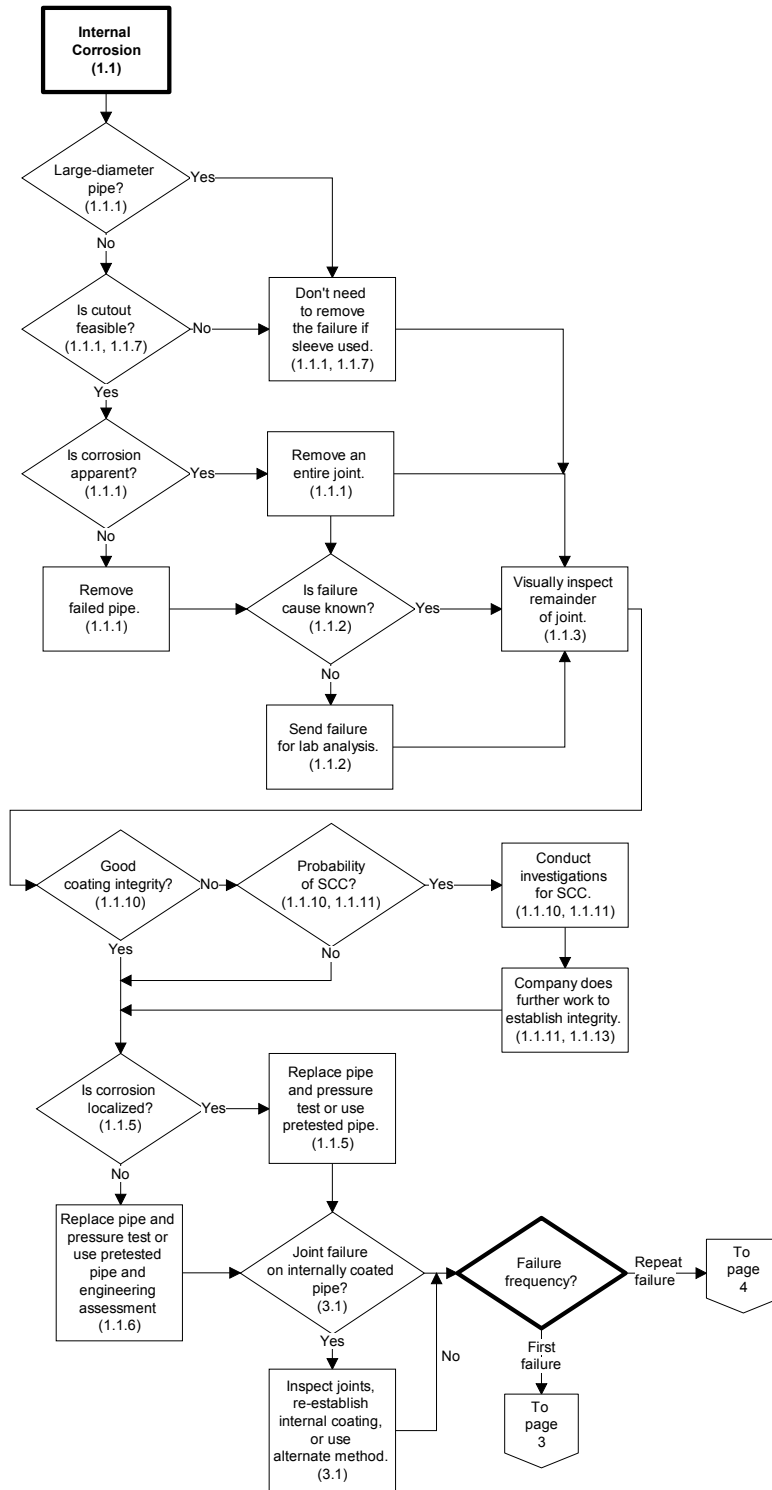 Internal
Corrosion
(1.1)
Large-diameter
pipe?
(1.1.1)
Yes
No
Is cutout
feasible?
(1.1.1, 1.1.7)
No
Don't need
to remove
the failure if
sleeve used.
(1.1.1, 1.1.7)
Yes
Is corrosion
apparent?
(1.1.1)
Yes
Remove an
entire joint.
(1.1.1)
No
Remove
failed pipe.
(1.1.1)
Is failure
cause known?
(1.1.2)
Yes
Visually inspect
remainder
of joint.
(1.1.3)
No
Send failure
for lab analysis.
(1.1.2)
Good
coating integrity?
(1.1.10)
No
Probability
of SCC?
(1.1.10, 1.1.11)
Yes
Conduct
investigations
for SCC.
(1.1.10, 1.1.11)
Yes
No
Company does
further work to
establish integrity.
(1.1.11, 1.1.13)
Is corrosion
localized?
(1.1.5)
Yes
Replace pipe
and pressure
test or use
pretested pipe.
(1.1.5)
No
Replace pipe and
pressure test or
use pretested
pipe and
engineering
assessment
(1.1.6)
Joint failure
on internally coated
pipe?
(3.1)
Yes
No
Inspect joints,
re-establish
internal coating,
or use
alternate method.
(3.1)
Failure
frequency?
Repeat
failure
To
page
4
First
failure
To
page
3